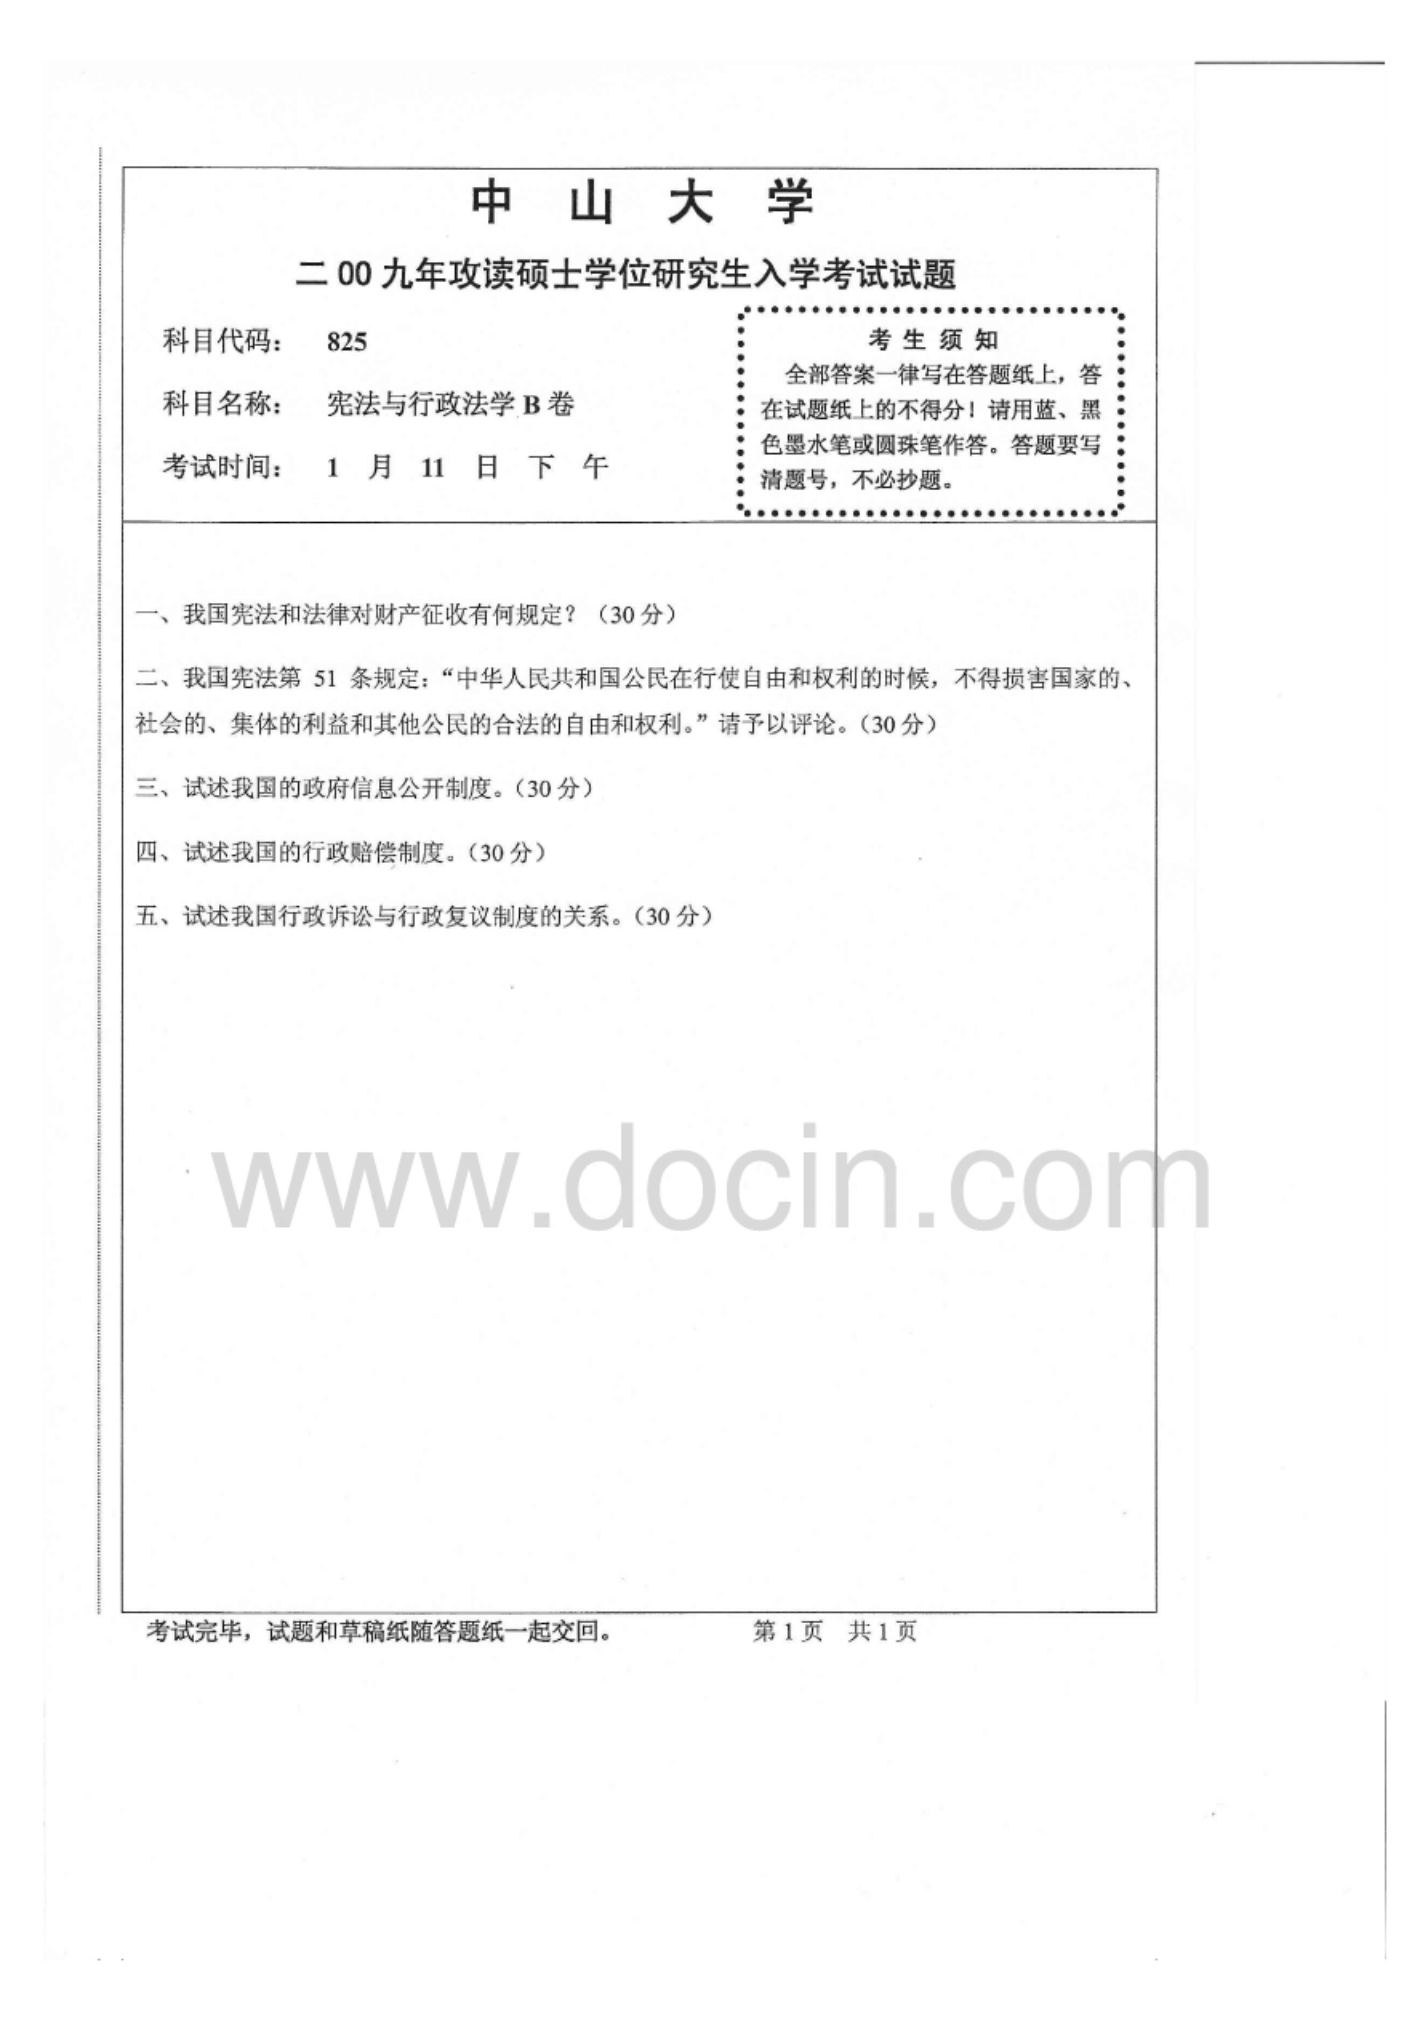 中 山 大 学
二00九年攻读硕士学位研究生入学考试试题
科目代码： 825
科目名称： 宪法与行政法学 B 卷
考试时间： 1 月 11 日 下 午
考 生 须 知
全部答案一律写在答题纸上，答
在试题纸上的不得分！请用蓝、黑
色墨水笔或圆珠笔作答。答题要写
清题号，不必抄题。
一、我国宪法和法律对财产征收有何规定？（30 分）
二、我国宪法第 51 条规定：“中华人民共和国公民在行使自由和权利的时候，不得损害国家的、
社会的、集体的利益和其他公民的合法的自由和权利。”请予以评论。（30 分）
三、试述我国的政府信息公开制度。（30 分）
四、试述我国的行政赔偿制度。（30 分）
五、试述我国行政诉讼与行政复议制度的关系。（30 分）
www.docin.com
考试完毕，试题和草稿纸随答题纸一起交回。 第 1 页 共 1 页